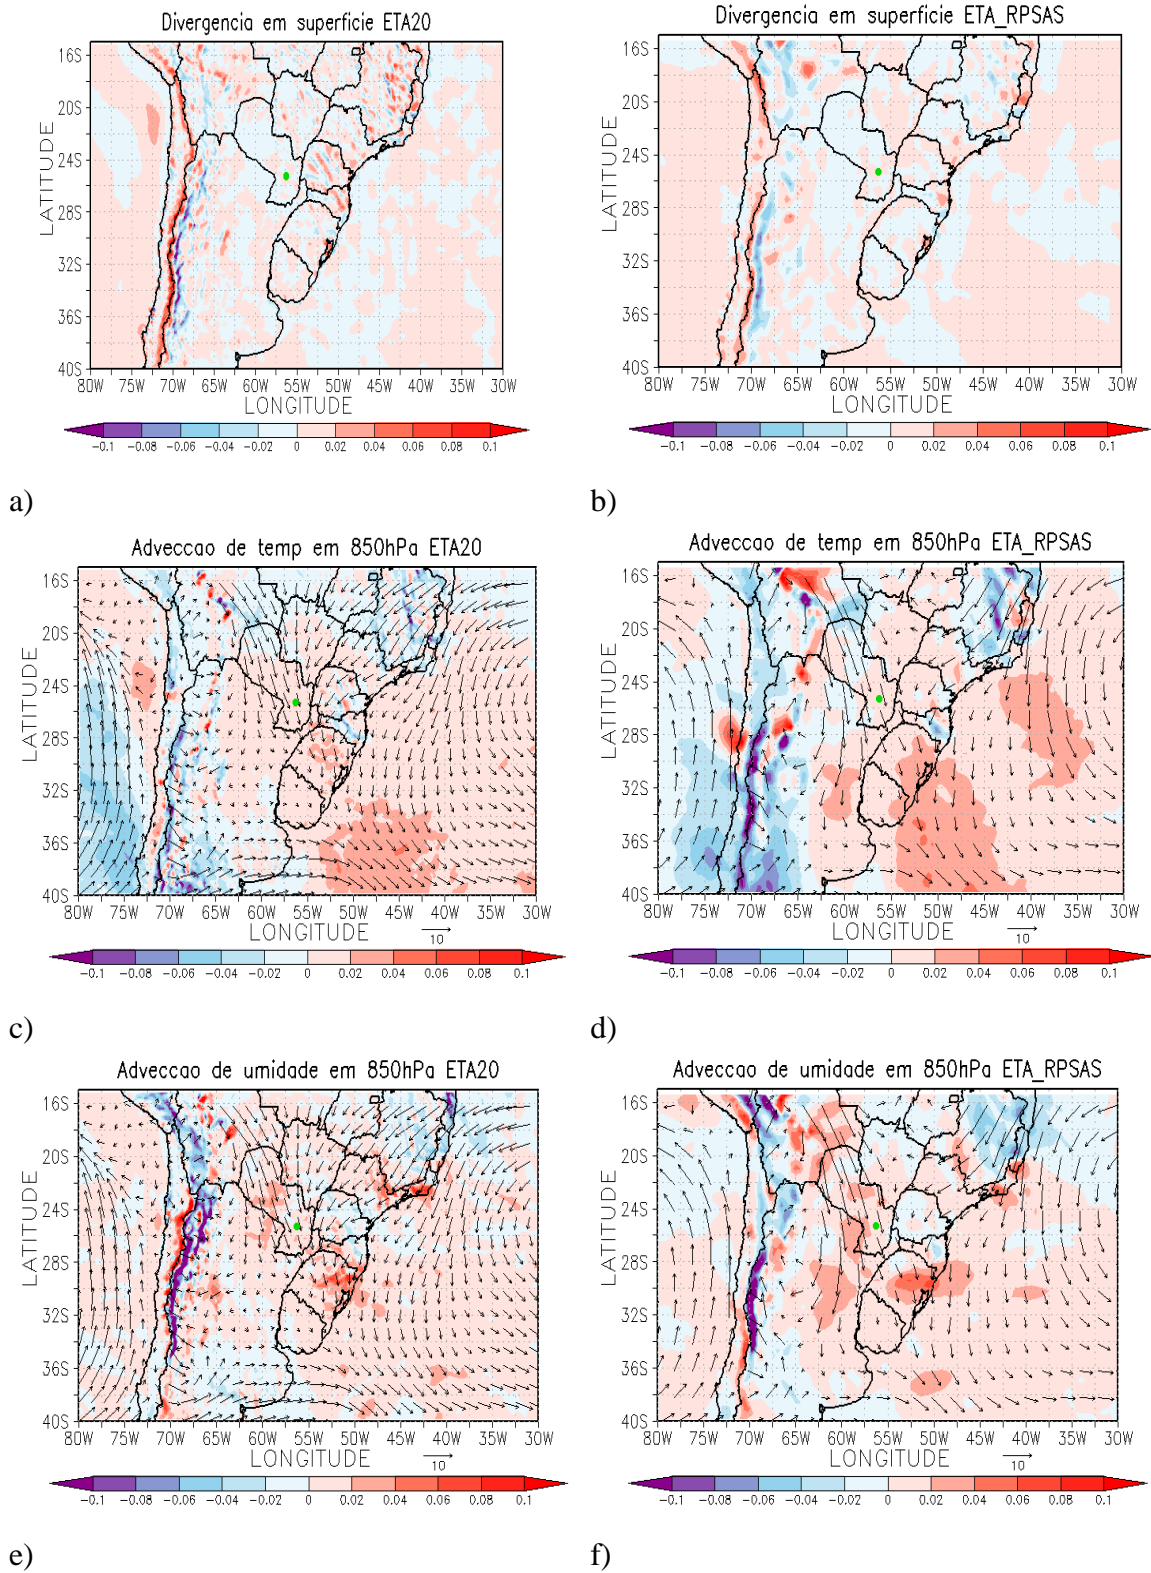 Divergência em superfície ETA20
16S
20S
24S
28S
32S
36S
40S
LATITUDE
80W 75W 70W 65W 60W 55W 50W 45W 40W 35W 30W
LONGITUDE
-0.1 -0.08 -0.06 -0.04 -0.02 0 0.02 0.04 0.06 0.08 0.1
a)
Divergência em superfície ETA_RPSAS
16S
20S
24S
28S
32S
36S
40S
LATITUDE
80W 75W 70W 65W 60W 55W 50W 45W 40W 35W 30W
LONGITUDE
-0.1 -0.08 -0.06 -0.04 -0.02 0 0.02 0.04 0.06 0.08 0.1
b)
Adveccao de temp em 850hPa ETA20
16S
20S
24S
28S
32S
36S
40S
LATITUDE
80W 75W 70W 65W 60W 55W 50W 45W 40W 35W 30W
LONGITUDE
10
-0.1 -0.08 -0.06 -0.04 -0.02 0 0.02 0.04 0.06 0.08 0.1
c)
Adveccao de temp em 850hPa ETA_RPSAS
16S
20S
24S
28S
32S
36S
40S
LATITUDE
80W 75W 70W 65W 60W 55W 50W 45W 40W 35W 30W
LONGITUDE
10
-0.1 -0.08 -0.06 -0.04 -0.02 0 0.02 0.04 0.06 0.08 0.1
d)
Adveccao de umidade em 850hPa ETA20
16S
20S
24S
28S
32S
36S
40S
LATITUDE
80W 75W 70W 65W 60W 55W 50W 45W 40W 35W 30W
LONGITUDE
10
-0.1 -0.08 -0.06 -0.04 -0.02 0 0.02 0.04 0.06 0.08 0.1
e)
Adveccao de umidade em 850hPa ETA_RPSAS
16S
20S
24S
28S
32S
36S
40S
LATITUDE
80W 75W 70W 65W 60W 55W 50W 45W 40W 35W 30W
LONGITUDE
10
-0.1 -0.08 -0.06 -0.04 -0.02 0 0.02 0.04 0.06 0.08 0.1
f)